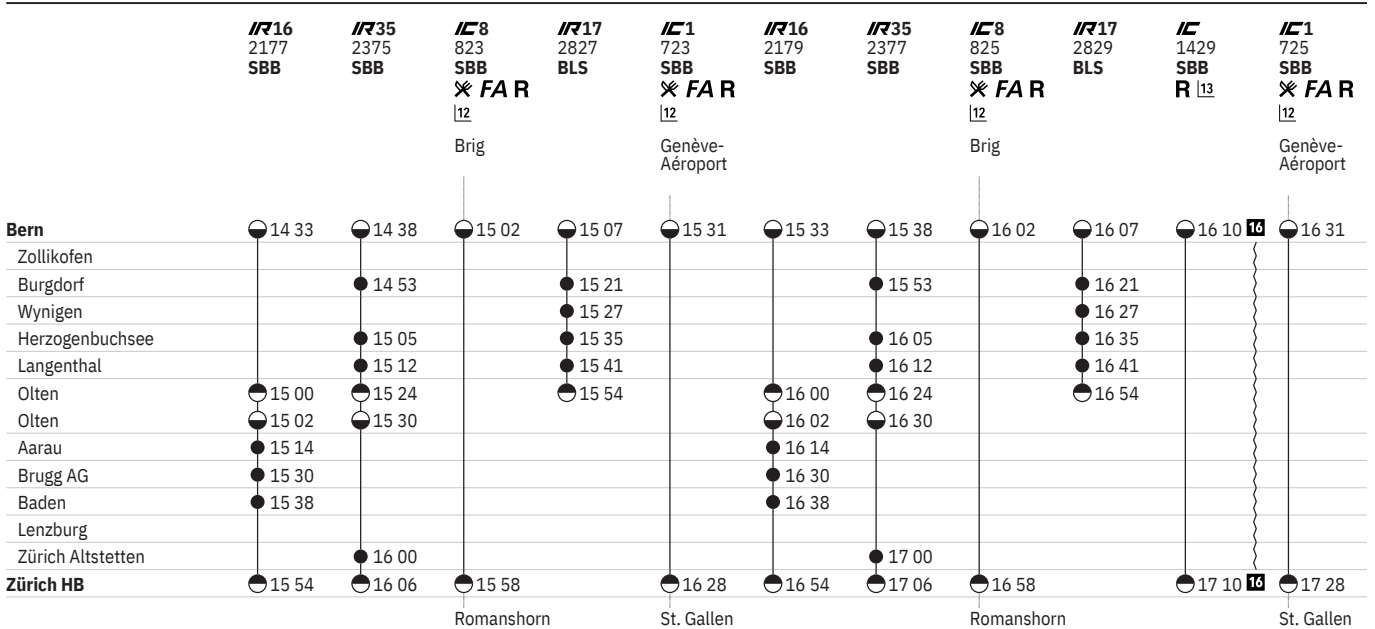 IR16 IR35 IC8 IR17 IC1 IR16 IR35 IC8 IR17 IC IC1
2177 2375 823 2827 723 2179 2377 825 2829 1429 725
SBB SBB SBB BLS SBB SBB SBB SBB BLS SBB SBB
FA R FA R FA R R 13 FA R
12 12 12 12
Brig Genève- Brig Genève-
Aéroport Aéroport
Bern 14 33 14 38 15 02 15 07 15 31 15 33 15 38 16 02 16 07 16 10 16 16 31
Zollikofen
Burgdorf 14 53 15 21 15 53 16 21
Wynigen 15 27 16 27
Herzogenbuchsee 15 05 15 35 16 05 16 35
Langenthal 15 12 15 41 16 12 16 41
Olten 15 00 15 24 15 54 16 00 16 24 16 54
Olten 15 02 15 30 16 02 16 30
Aarau 15 14 16 14
Brugg AG 15 30 16 30
Baden 15 38 16 38
Lenzburg
Zürich Altstetten 16 00 17 00
Zürich HB 15 54 16 06 15 58 16 28 16 54 17 06 16 58 17 10 16 17 28
Romanshorn St. Gallen Romanshorn St. Gallen